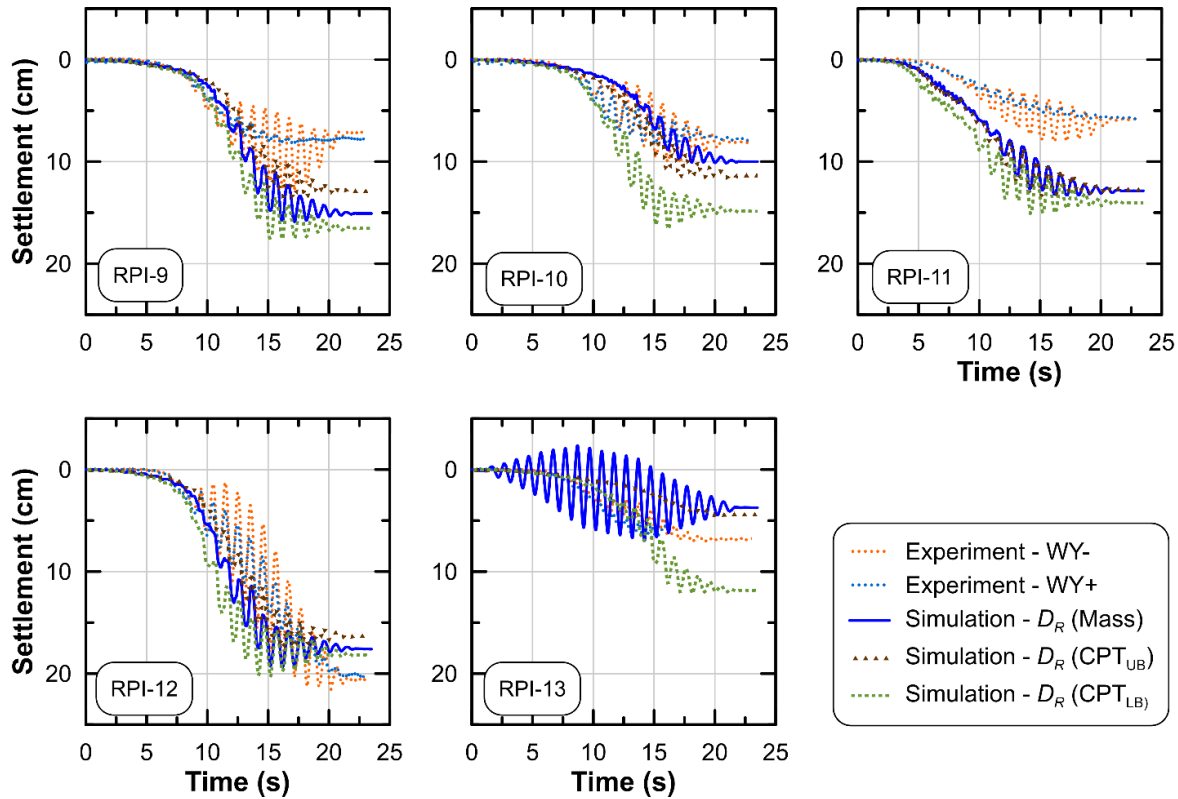 0
10
20
Settlement (cm)
RPI-9
0 5 10 15 20 25
0
10
20
RPI-10
0 5 10 15 20 25
0
10
20
RPI-11
0 5 10 15 20 25
Time (s)
0
10
20
Settlement (cm)
RPI-12
0 5 10 15 20 25
Time (s)
0
10
20
RPI-13
0 5 10 15 20 25
Time (s)
Experiment - WY-
Experiment - WY+
Simulation - DR (Mass)
Simulation - DR (CPTUB)
Simulation - DR (CPTLB)